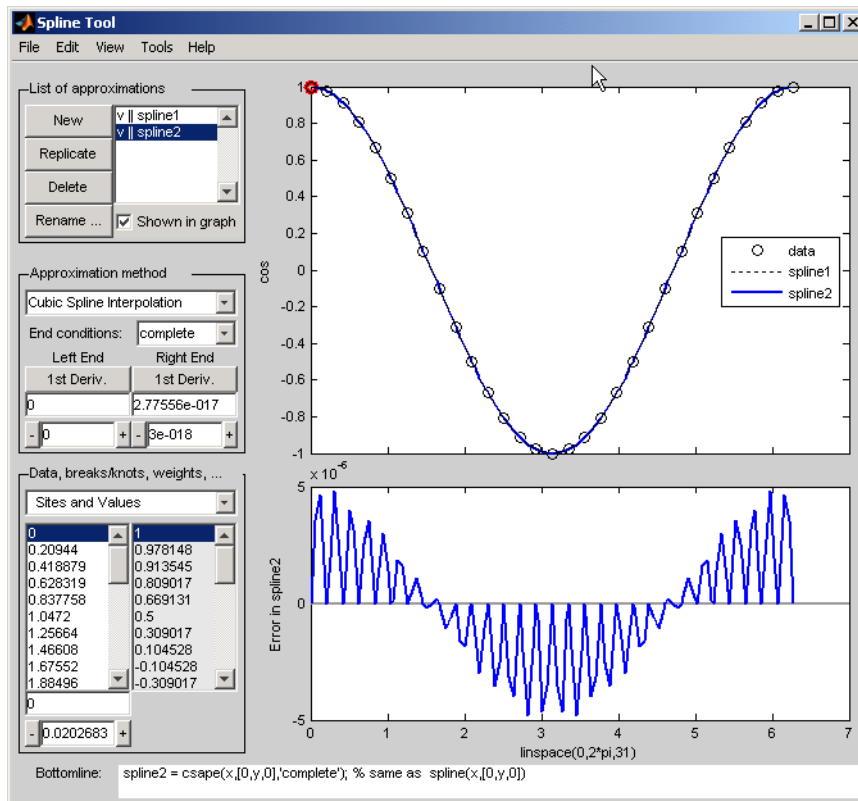 Spline Tool
File Edit View Tools Help
List of approximations
New
Replicate
Delete
Rename ...
v || spline1
v || spline2
Shown in graph
Approximation method
Cubic Spline Interpolation
End conditions: complete
Left End Right End
1st Deriv. 1st Deriv.
0 2.77556e-017
- 0 + - 3e-018 +
Data, breaks/knots, weights, ...
Sites and Values
0 1
0.20944 0.978148
0.418879 0.913545
0.628319 0.809017
0.837758 0.669131
1.0472 0.5
1.25664 0.309017
1.46608 0.104528
1.67552 -0.104528
1.88496 -0.309017
0
- 0.0202683 +
1
0.8
0.6
0.4
0.2
0
-0.2
-0.4
-0.6
-0.8
-1
cos
data
spline1
spline2
x 10-6
5
0
-5
Error in spline2
0 1 2 3 4 5 6 7
linspace(0,2*pi,31)
Bottomline: spline2 = csape(x,[0,y,0],'complete'); % same as spline(x,[0,y,0])